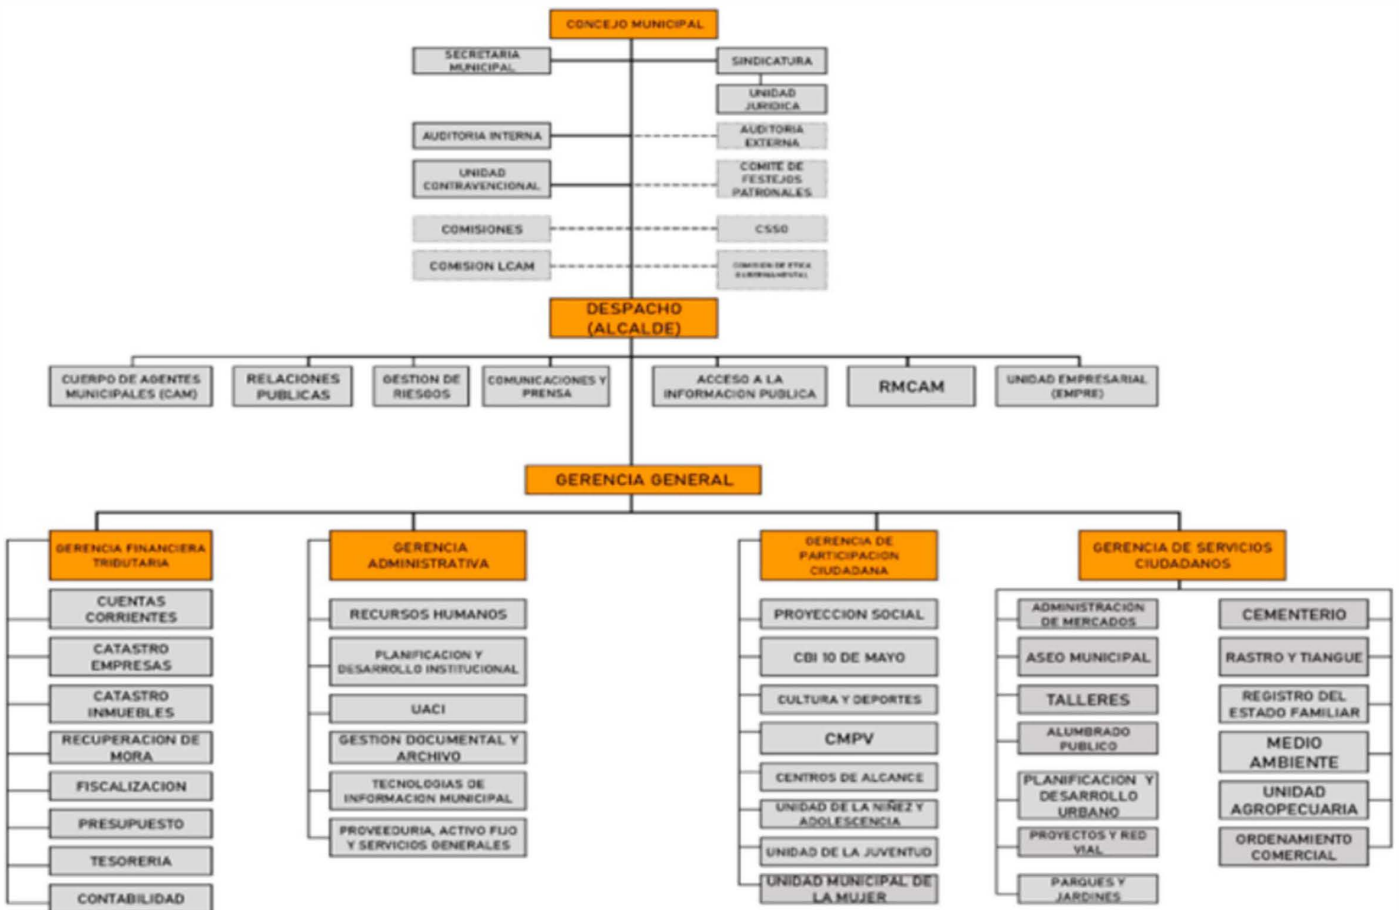 CONCEJO MUNICIPAL
SECRETARIA
MUNICIPAL
SINDICATURA
UNIDAD
JURIDICA
AUDITORIA INTERNA
AUDITORIA
EXTERNA
UNIDAD
CONTRAVENCIONAL
COMITE DE
FESTEJOS
PATRONALES
COMISIONES
CSSO
COMISION LCAM
COMISION DE ETICA
GUBERNAMENTAL
DESPACHO
(ALCALDE)
CUERPO DE AGENTES
MUNICIPALES (CAM)
RELACIONES
PUBLICAS
GESTION DE
RIESGOS
COMUNICACIONES Y
PRENSA
ACCESO A LA
INFORMACION PUBLICA
RMCAM
UNIDAD EMPRESARIAL
(EMPRE)
GERENCIA GENERAL
GERENCIA FINANCIERA
TRIBUTARIA
CUENTAS
CORRIENTES
CATASTRO
EMPRESAS
CATASTRO
INMUEBLES
RECUPERACION DE
MORA
FISCALIZACION
PRESUPUESTO
TESORERIA
CONTABILIDAD
GERENCIA
ADMINISTRATIVA
RECURSOS HUMANOS
PLANIFICACION Y
DESARROLLO INSTITUCIONAL
UACI
GESTION DOCUMENTAL Y
ARCHIVO
TECNOLOGIAS DE
INFORMACION MUNICIPAL
PROVEEDURIA, ACTIVO FIJO
Y SERVICIOS GENERALES
GERENCIA DE
PARTICIPACION
CIUDADANA
PROYECCION SOCIAL
CBI 10 DE MAYO
CULTURA Y DEPORTES
CMPV
CENTROS DE ALCANCE
UNIDAD DE LA NIÑEZ Y
ADOLESCENCIA
UNIDAD DE LA JUVENTUD
UNIDAD MUNICIPAL DE
LA MUJER
GERENCIA DE SERVICIOS
CIUDADANOS
ADMINISTRACION
DE MERCADOS
ASEO MUNICIPAL
TALLERES
ALUMBRADO
PUBLICO
PLANIFICACION Y
DESARROLLO
URBANO
PROYECTOS Y RED
VIAL
PARQUES Y
JARDINES
CEMENTERIO
RASTRO Y TIANGUE
REGISTRO DEL
ESTADO FAMILIAR
MEDIO
AMBIENTE
UNIDAD
AGROPECUARIA
ORDENAMIENTO
COMERCIAL